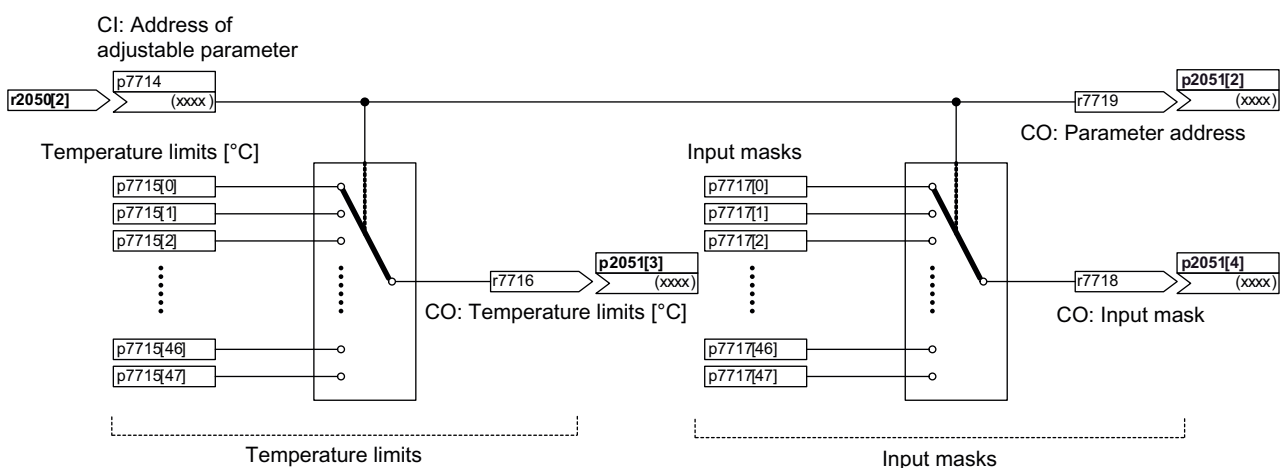 CI: Address of
adjustable parameter
r2050[2]
p7714
(xxxx)
r7719
p2051[2]
(xxxx)
CO: Parameter address
Temperature limits [°C]
p7715[0]
p7715[1]
p7715[2]
p7715[46]
p7715[47]
r7716
p2051[3]
(xxxx)
CO: Temperature limits [°C]
Temperature limits
Input masks
p7717[0]
p7717[1]
p7717[2]
p7717[46]
p7717[47]
r7718
p2051[4]
(xxxx)
CO: Input mask
Input masks